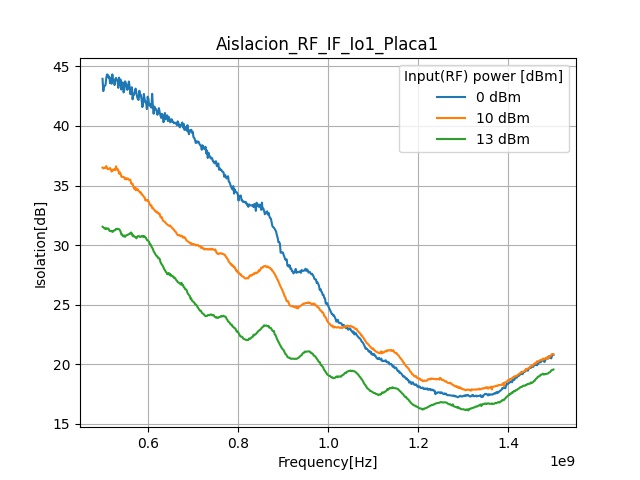 Aislacion_RF_IF_Io1_Placa1
Input(RF) power [dBm]
0 dBm
10 dBm
13 dBm
Isolation[dB]
45
40
35
30
25
20
15
0.6 0.8 1.0 1.2 1.4
1e9
Frequency[Hz]